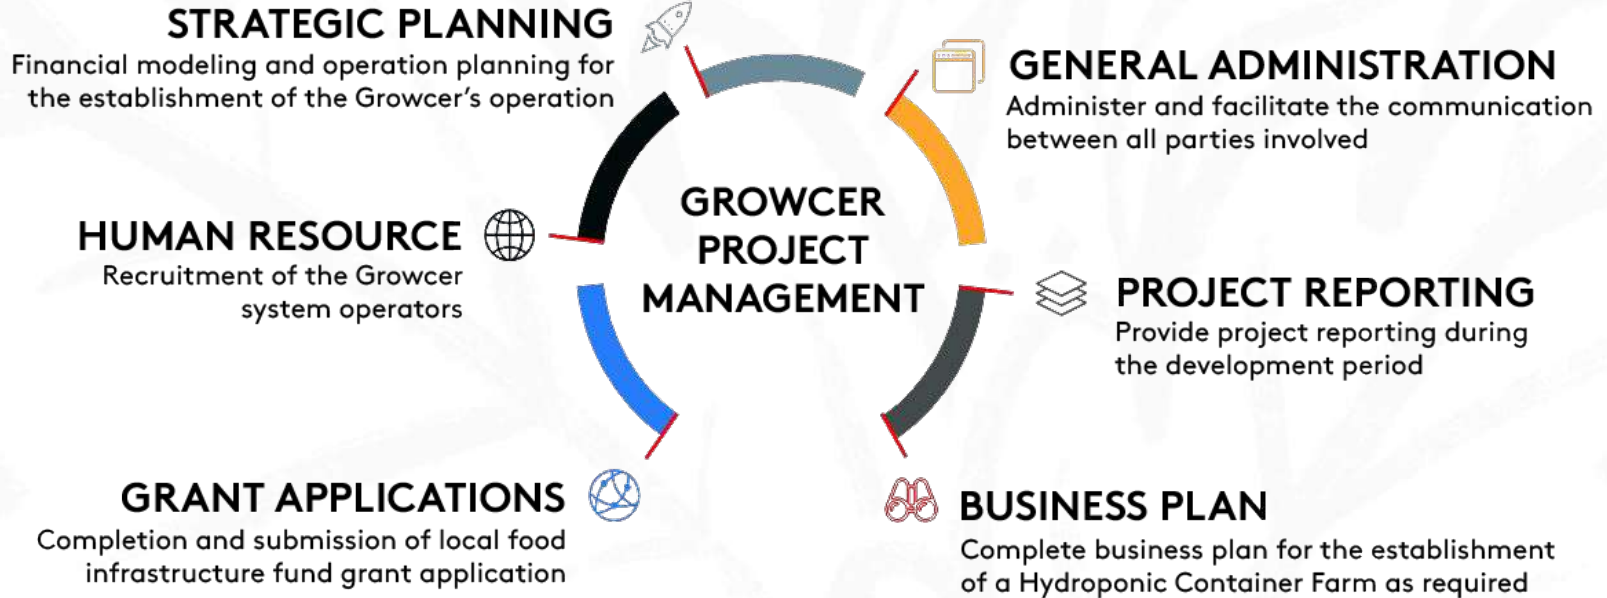 STRATEGIC PLANNING
Financial modeling and operation planning for
the establishment of the Growcer's operation
GENERAL ADMINISTRATION
Administer and facilitate the communication
between all parties involved
GROWCER
PROJECT
MANAGEMENT
HUMAN RESOURCE
Recruitment of the Growcer
system operators
PROJECT REPORTING
Provide project reporting during
the development period
GRANT APPLICATIONS
Completion and submission of local food
infrastructure fund grant application
BUSINESS PLAN
Complete business plan for the establishment
of a Hydroponic Container Farm as required